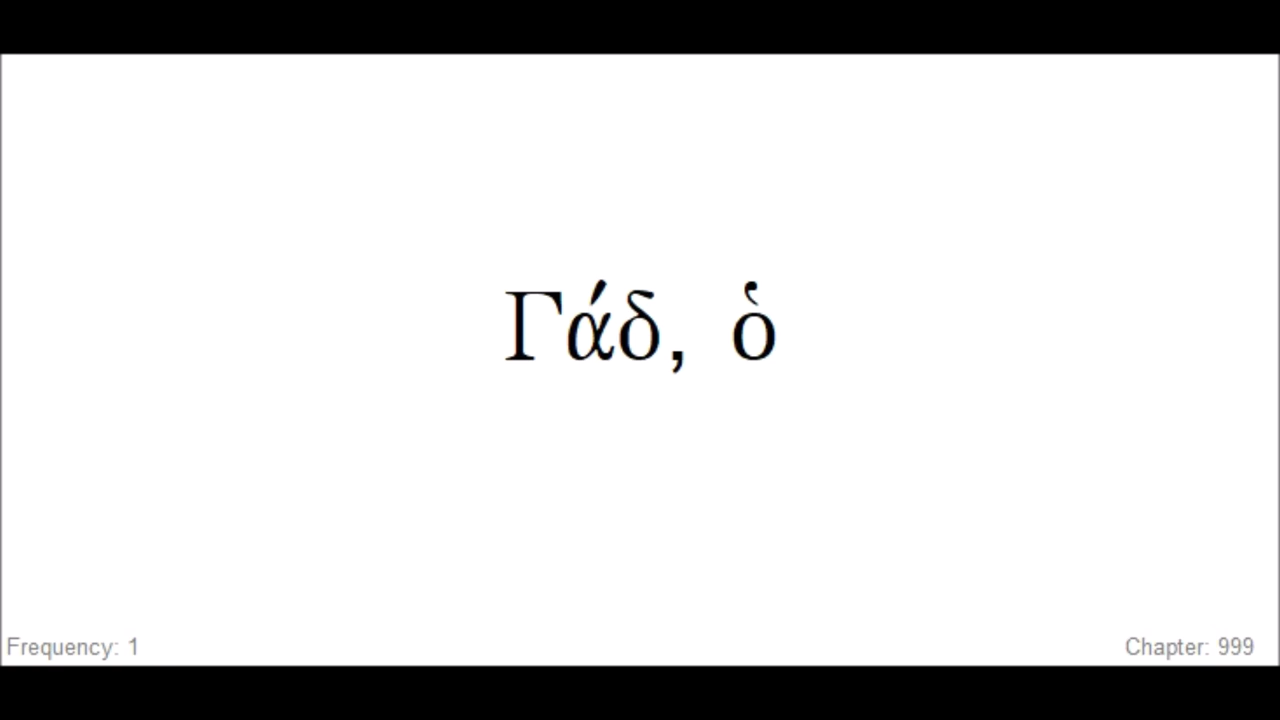 Γάδ, ὁ
Frequency: 1
Chapter: 999